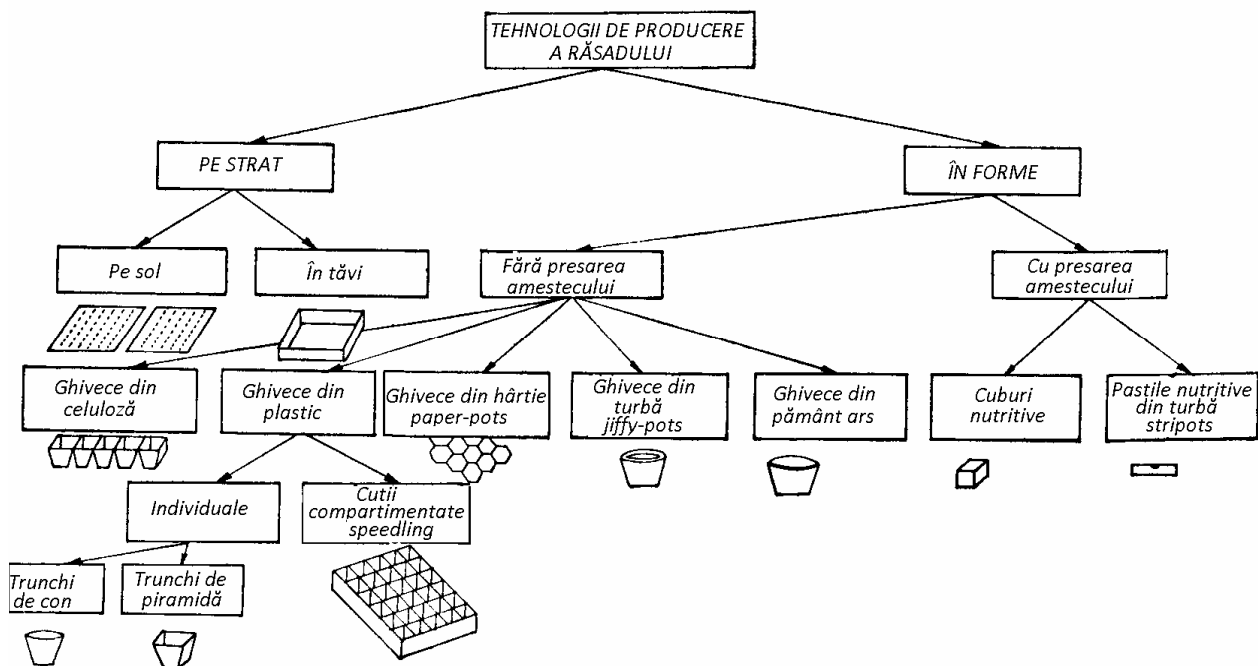 TEHNOLOGII DE PRODUCERE
A RĂSADULUI
PE STRAT
ÎN FORME
Pe sol
În tăvi
Fără presarea
amestecului
Cu presarea
amestecului
Ghivece din
celuloză
Ghivece din
plastic
Ghivece din hârtie
paper-pots
Ghivece din
turbă
jiffy-pots
Ghivece din
pământ ars
Cuburi
nutritive
Pastile nutritive
din turbă
stripots
Individuale
Cutii
compartimentate
speedling
Trunchi
de con
Trunchi de
piramidă